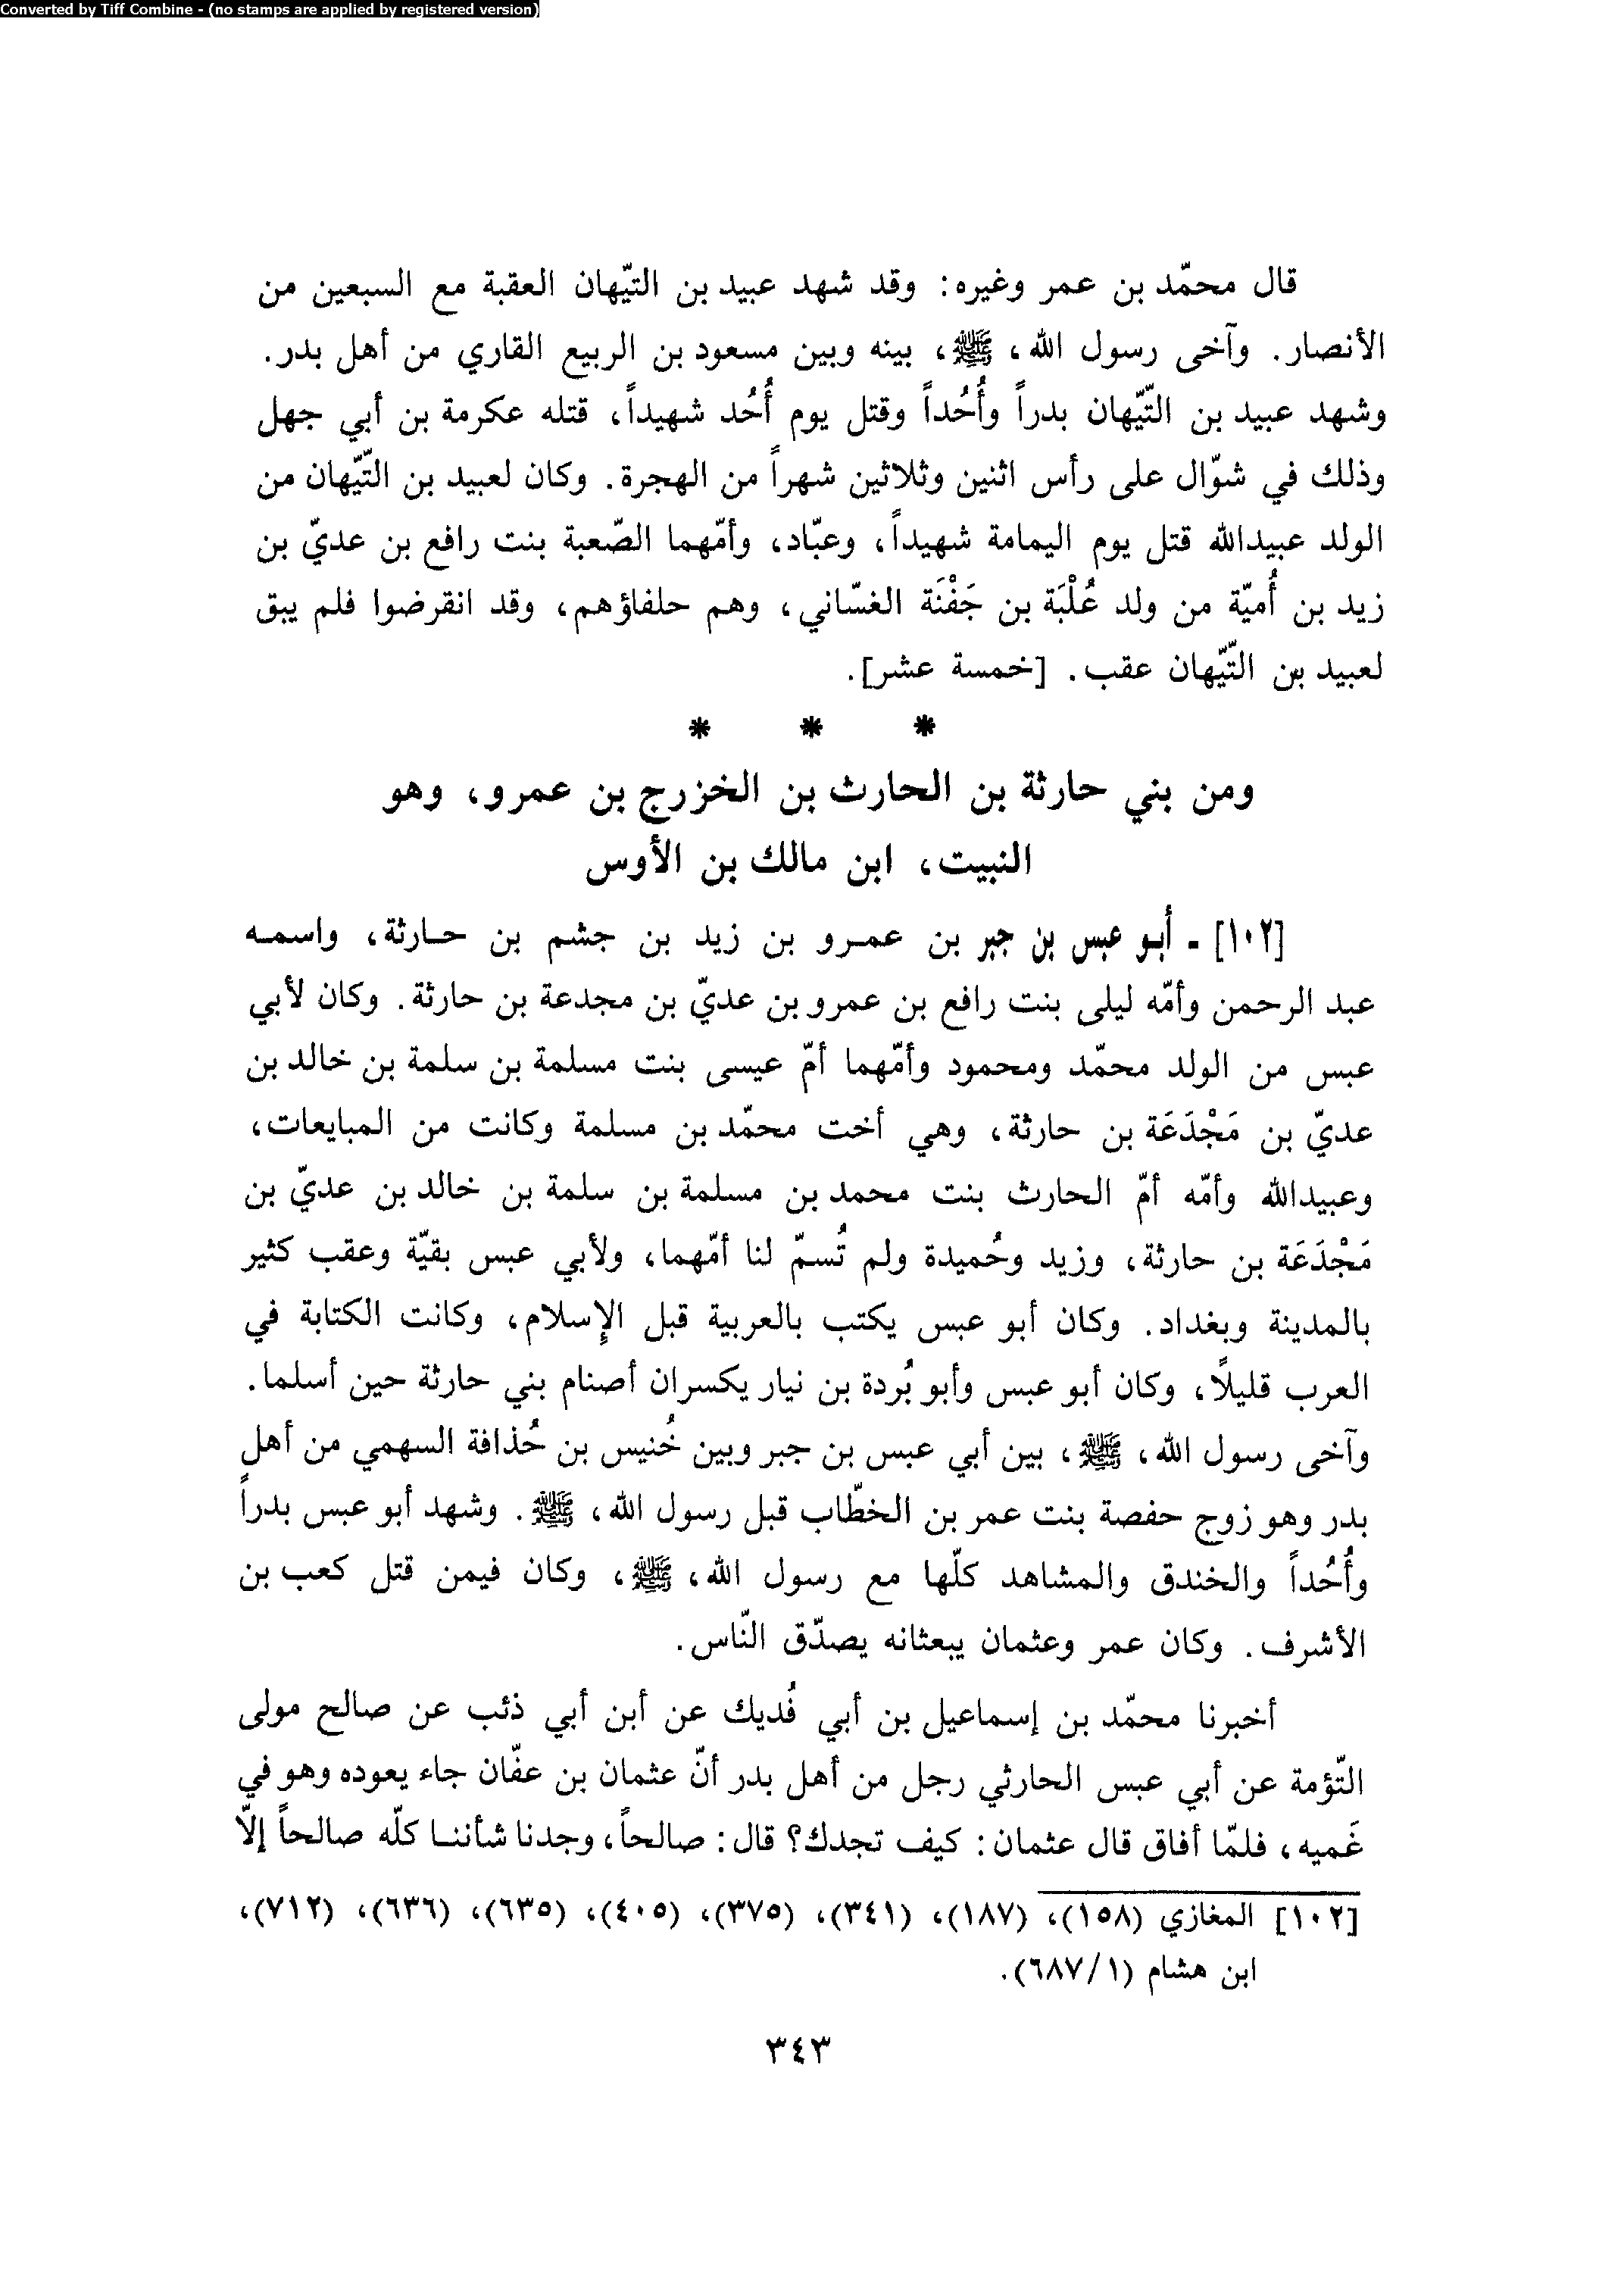 Converted by Tiff Combine - (no stamps are applied by registered version)
قال محمّد بن عمر وغيره: وقد شهد عبيد بن التيّهان العقبة مع السبعين من
الأنصار. وآخى رسول الله، ﷺ، بينه وبين مسعود بن الربيع القاري من أهل بدر.
وشهد عبيد بن التّيّهان بدراً وأُحُداً وقتل يوم أُحُد شهيداً، قتله عكرمة بن أبي جهل
وذلك في شوّال على رأس اثنين وثلاثين شهراً من الهجرة. وكان لعبيد بن التّيّهان من
الولد عبيدالله قتل يوم اليمامة شهيداً، وعبّاد، وأمّهما الصّعبة بنت رافع بن عديّ بن
زيد بن أُميّة من ولد عُلْبَة بن جَفْنَة الغسّاني، وهم حلفاؤهم، وقد انقرضوا فلم يبق
لعبيد بن التّيّهان عقب. [خمسة عشر].
* * *
ومن بني حارثة بن الحارث بن الخزرج بن عمرو، وهو
النبيت، ابن مالك بن الأوس
[١٠٢] - أبو عبس بن جبر بن عمرو بن زيد بن جشم بن حارثة، واسمه
عبد الرحمن وأمّه ليلى بنت رافع بن عمرو بن عديّ بن مجدعة بن حارثة. وكان لأبي
عبس من الولد محمّد ومحمود وأمّهما أمّ عيسى بنت مسلمة بن سلمة بن خالد بن
عديّ بن مَجْدَعَة بن حارثة، وهي أخت محمّد بن مسلمة وكانت من المبايعات،
وعبيدالله وأمّه أمّ الحارث بنت محمد بن مسلمة بن سلمة بن خالد بن عديّ بن
مَجْدَعَة بن حارثة، وزيد وحُميدة ولم تُسمّ لنا أمّهما، ولأبي عبس بقيّة وعقب كثير
بالمدينة وبغداد. وكان أبو عبس يكتب بالعربية قبل الإسلام، وكانت الكتابة في
العرب قليلاً، وكان أبو عبس وأبو بُردة بن نيار يكسران أصنام بني حارثة حين أسلما.
وآخى رسول الله، ﷺ، بين أبي عبس بن جبر وبين خُنيس بن حُذافة السهمي من أهل
بدر وهو زوج حفصة بنت عمر بن الخطّاب قبل رسول الله، ﷺ. وشهد أبو عبس بدراً
وأُحُداً والخندق والمشاهد كلّها مع رسول الله، ﷺ، وكان فيمن قتل كعب بن
الأشرف. وكان عمر وعثمان يبعثانه يصدّق النّاس.
أخبرنا محمّد بن إسماعيل بن أبي فُديك عن أبن أبي ذئب عن صالح مولى
التّؤمة عن أبي عبس الحارثي رجل من أهل بدر أنّ عثمان بن عفّان جاء يعوده وهو في
غَميه، فلمّا أفاق قال عثمان: كيف تجدك؟ قال: صالحاً، وجدنا شأننا كلّه صالحاً إلاّ
[١٠٢] المغازي (١٥٨)، (١٨٧)، (٣٤١)، (٣٧٥)، (٤٠٥)، (٦٣٥)، (٦٣٦)، (٧١٢)،
ابن هشام (٦٨٧/١).
٣٤٣